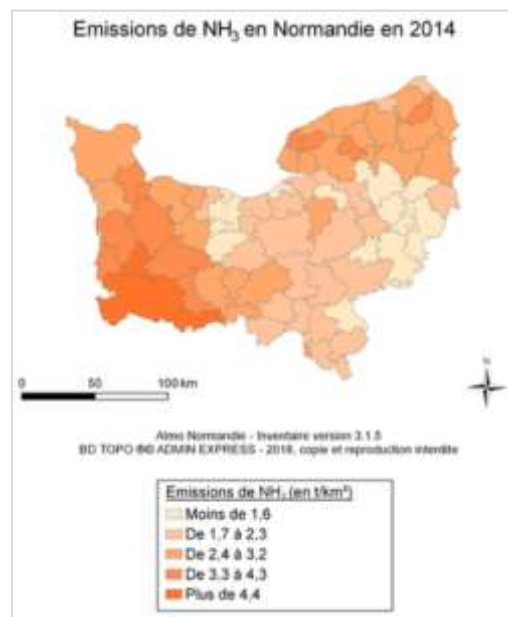 Emissions de NH₃ en Normandie en 2014
N
0 50 100 km
Atmo Normandie - Inventaire version 3.1.5
BD TOPO ®© ADMIN EXPRESS - 2018, copie et reproduction interdite
Emissions de NH₃ (en t/km²)
Moins de 1,6
De 1,7 à 2,3
De 2,4 à 3,2
De 3,3 à 4,3
Plus de 4,4